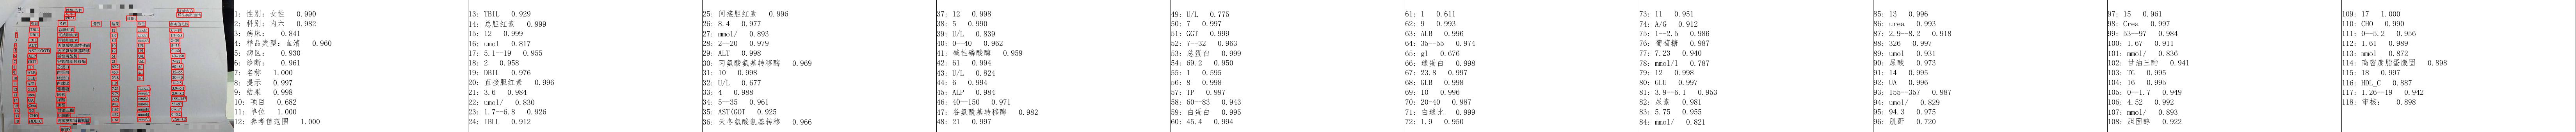 1: 性别: 女性 0.990
2: 科别: 内六 0.982
3: 病床: 0.841
4: 样品类型: 血清 0.960
5: 病区: 0.930
6: 诊断: 0.961
7: 名称 1.000
8: 提示 0.997
9: 结果 0.998
10: 项目 0.682
11: 单位 1.000
12: 参考值范围 1.000
13: TBIL 0.929
14: 总胆红素 0.999
15: 12 0.999
16: umol 0.817
17: 5.1--19 0.955
18: 2 0.958
19: DBIL 0.976
20: 直接胆红素 0.996
21: 3.6 0.984
22: umol/ 0.830
23: 1.7--6.8 0.926
24: IBLL 0.912
25: 间接胆红素 0.996
26: 8.4 0.977
27: mmol/ 0.893
28: 2--20 0.979
29: ALT 0.998
30: 丙氨酸氨基转移酶 0.969
31: 10 0.998
32: U/L 0.677
33: 4 0.988
34: 5--35 0.961
35: AST(GOT 0.925
36: 天冬氨酸氨基转移 0.966
37: 12 0.998
38: 5 0.990
39: U/L 0.839
40: 0--40 0.962
41: 碱性磷酸酶 0.959
42: 61 0.994
43: U/L 0.824
44: 6 0.994
45: ALP 0.984
46: 40--150 0.971
47: 谷氨酰基转移酶 0.982
48: 21 0.997
49: U/L 0.775
50: 7 0.997
51: GGT 0.999
52: 7--32 0.963
53: 总蛋白 0.999
54: 69.2 0.950
55: 1 0.595
56: 8 0.998
57: TP 0.997
58: 60--83 0.943
59: 白蛋白 0.995
60: 45.4 0.994
61: 1 0.611
62: 9 0.993
63: ALB 0.996
64: 35--55 0.974
65: gl 0.676
66: 球蛋白 0.998
67: 23.8 0.997
68: GLB 0.998
69: 10 0.996
70: 20-40 0.987
71: 白球比 0.999
72: 1.9 0.950
73: 11 0.951
74: A/G 0.912
75: 1--2.5 0.986
76: 葡萄糖 0.987
77: 7.23 0.940
78: mmol/l 0.787
79: 12 0.998
80: GLU 0.997
81: 3.9--6.1 0.953
82: 尿素 0.981
83: 5.75 0.955
84: mmol/ 0.821
85: 13 0.996
86: urea 0.993
87: 2.9--8.2 0.918
88: 326 0.997
89: umol 0.931
90: 尿酸 0.973
91: 14 0.995
92: UA 0.996
93: 155--357 0.987
94: umol/ 0.829
95: 94.3 0.975
96: 肌酐 0.720
97: 15 0.961
98: Crea 0.997
99: 53--97 0.984
100: 1.67 0.911
101: mmol/ 0.836
102: 甘油三酯 0.941
103: TG 0.995
104: 16 0.995
105: 0--1.7 0.949
106: 4.52 0.992
107: mmol/ 0.893
108: 胆固醇 0.922
109: 17 1.000
110: CHO 0.990
111: 0--5.2 0.956
112: 1.61 0.989
113: mmol 0.872
114: 高密度脂蛋膜固 0.898
115: 18 0.997
116: HDL_C 0.887
117: 1.26--19 0.942
118: 审核: 0.898